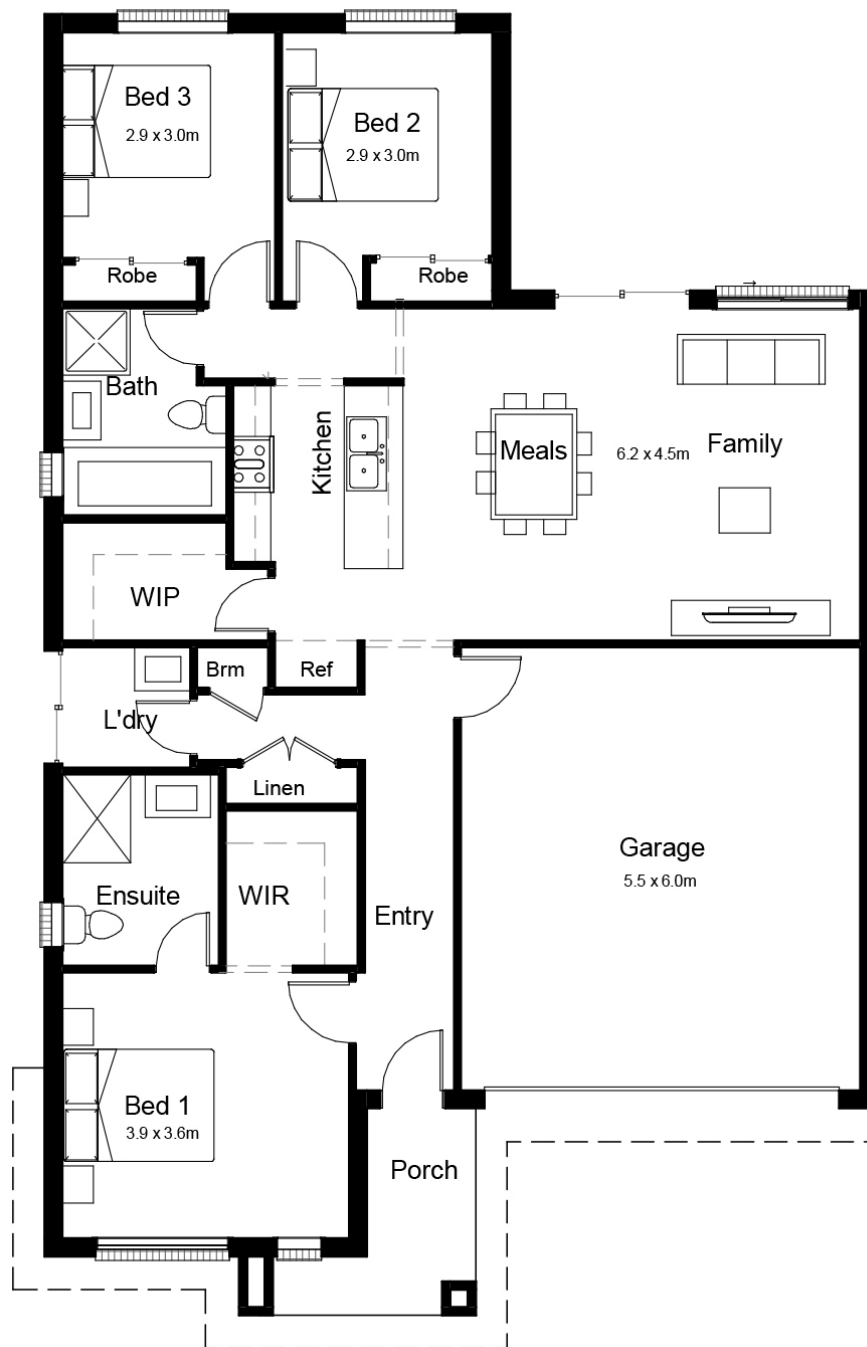 Bed 3
2.9 x 3.0m
Bed 2
2.9 x 3.0m
Robe
Robe
Bath
Kitchen
Meals
6.2 x 4.5m
Family
WIP
Brm
Ref
L'dry
Linen
Ensuite
WIR
Entry
Garage
5.5 x 6.0m
Bed 1
3.9 x 3.6m
Porch